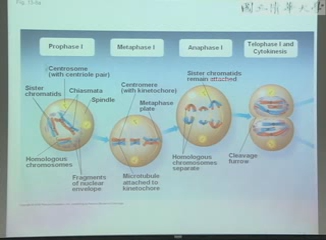 Fig. 13-8a
國立清華大學
Prophase I
Metaphase I
Anaphase I
Telophase I and
Cytokinesis
Centrosome
(with centriole pair)
Sister
chromatids
Chiasmata
Spindle
Homologous
chromosomes
Fragments
of nuclear
envelope
Centromere
(with kinetochore)
Metaphase
plate
Microtubule
attached to
kinetochore
Sister chromatids
remain attached
Homologous
chromosomes
separate
Cleavage
furrow